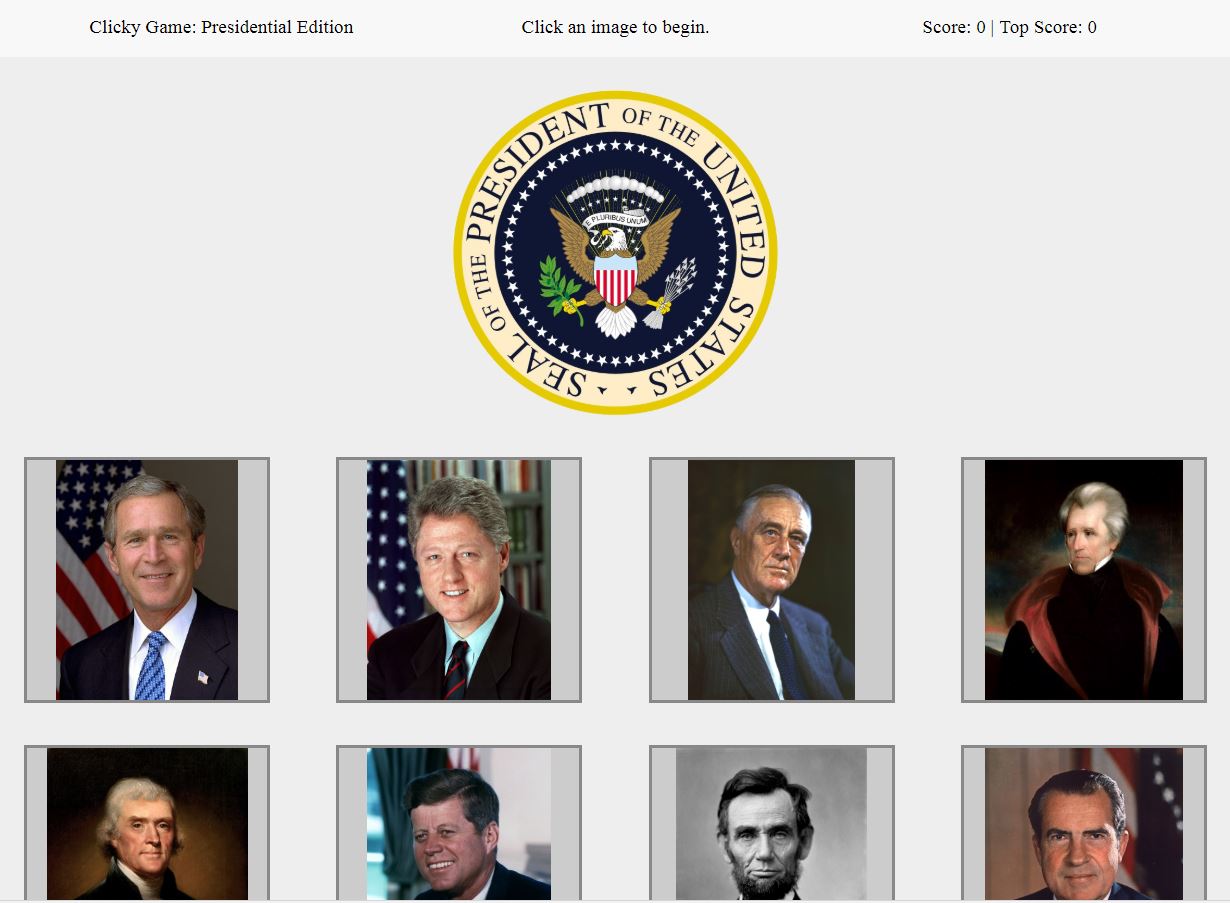 Clicky Game: Presidential Edition
Click an image to begin.
Score: 0 | Top Score: 0
SEAL OF THE PRESIDENT OF THE UNITED STATES
E PLURIBUS UNUM